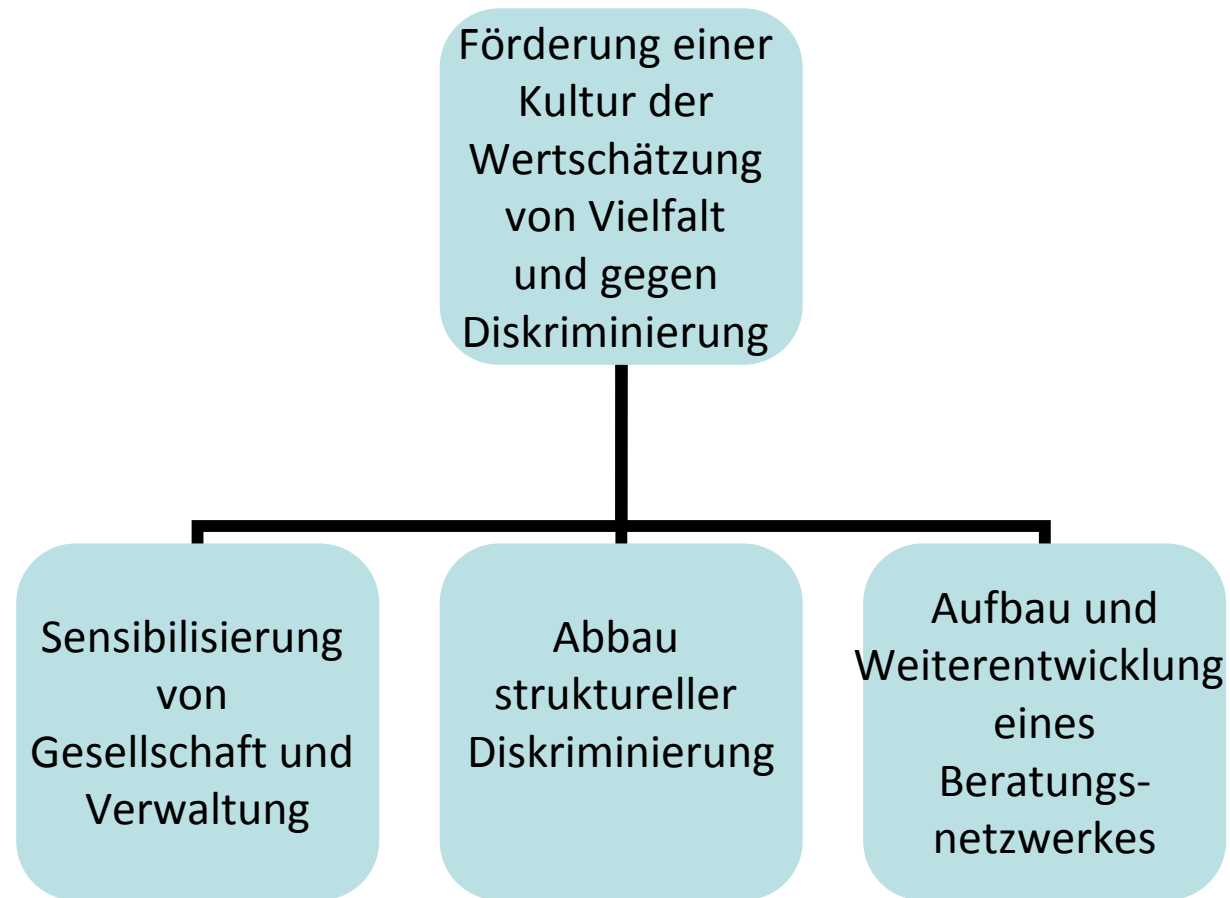 Förderung einer
Kultur der
Wertschätzung
von Vielfalt
und gegen
Diskriminierung
Sensibilisierung
von
Gesellschaft und
Verwaltung
Abbau
struktureller
Diskriminierung
Aufbau und
Weiterentwicklung
eines
Beratungs-
netzwerkes